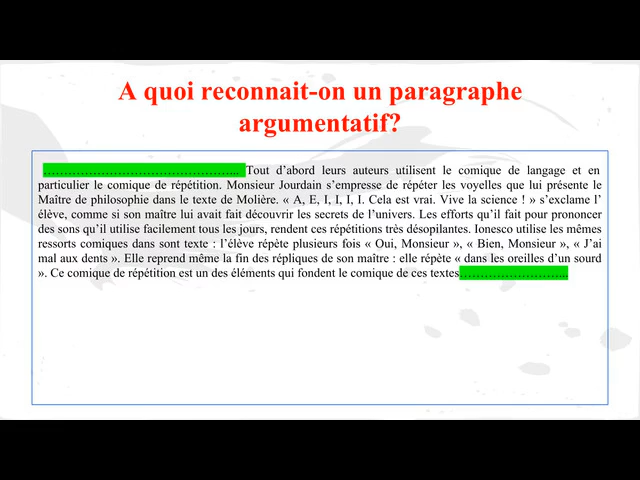 A quoi reconnait-on un paragraphe
argumentatif?
……………………………………….. Tout d’abord leurs auteurs utilisent le comique de langage et en
particulier le comique de répétition. Monsieur Jourdain s’empresse de répéter les voyelles que lui présente le
Maître de philosophie dans le texte de Molière. « A, E, I, I, I, I. Cela est vrai. Vive la science ! » s’exclame l’
élève, comme si son maître lui avait fait découvrir les secrets de l’univers. Les efforts qu’il fait pour prononcer
des sons qu’il utilise facilement tous les jours, rendent ces répétitions très désopilantes. Ionesco utilise les mêmes
ressorts comiques dans sont texte : l’élève répète plusieurs fois « Oui, Monsieur », « Bien, Monsieur », « J’ai
mal aux dents ». Elle reprend même la fin des répliques de son maître : elle répète « dans les oreilles d’un sourd
». Ce comique de répétition est un des éléments qui fondent le comique de ces textes……………………...